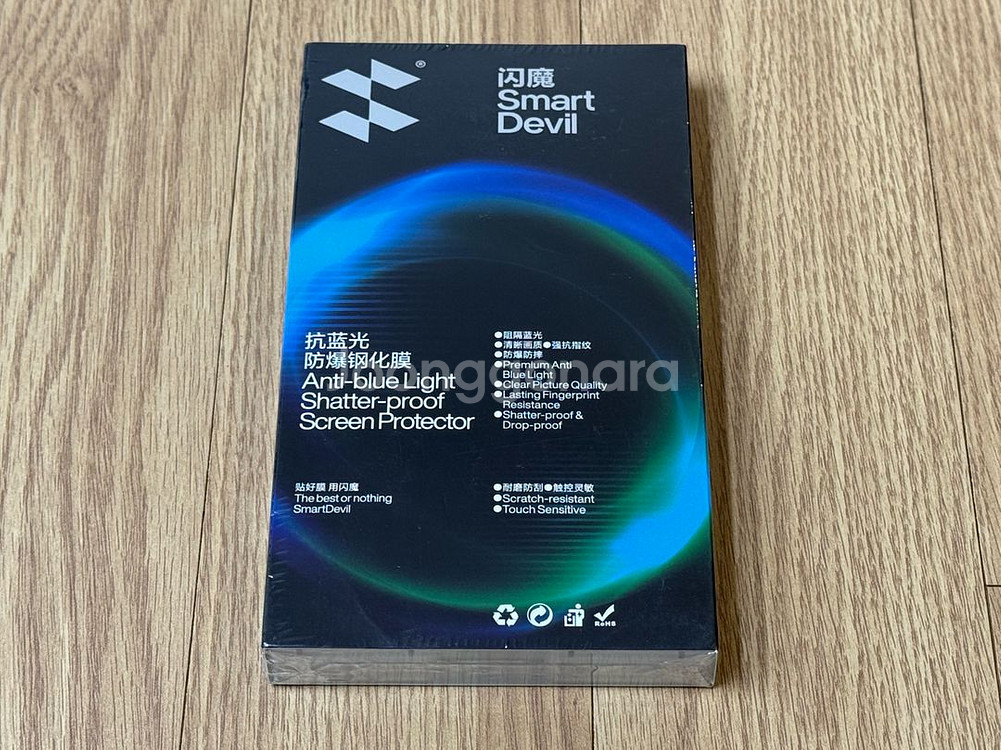 ®
闪魔
Smart
Devil
抗蓝光
防爆钢化膜
Anti-blue Light
Shatter-proof
Screen Protector
●阻隔蓝光
●清晰画质●强抗指纹
●防爆防摔
●Premium Anti
Blue Light
●Clear Picture Quality
●Lasting Fingerprint
Resistance
●Shatter-proof &
Drop-proof
贴好膜 用闪魔
The best or nothing
SmartDevil
●耐磨防刮●触控灵敏
●Scratch-resistant
●Touch Sensitive
RoHS